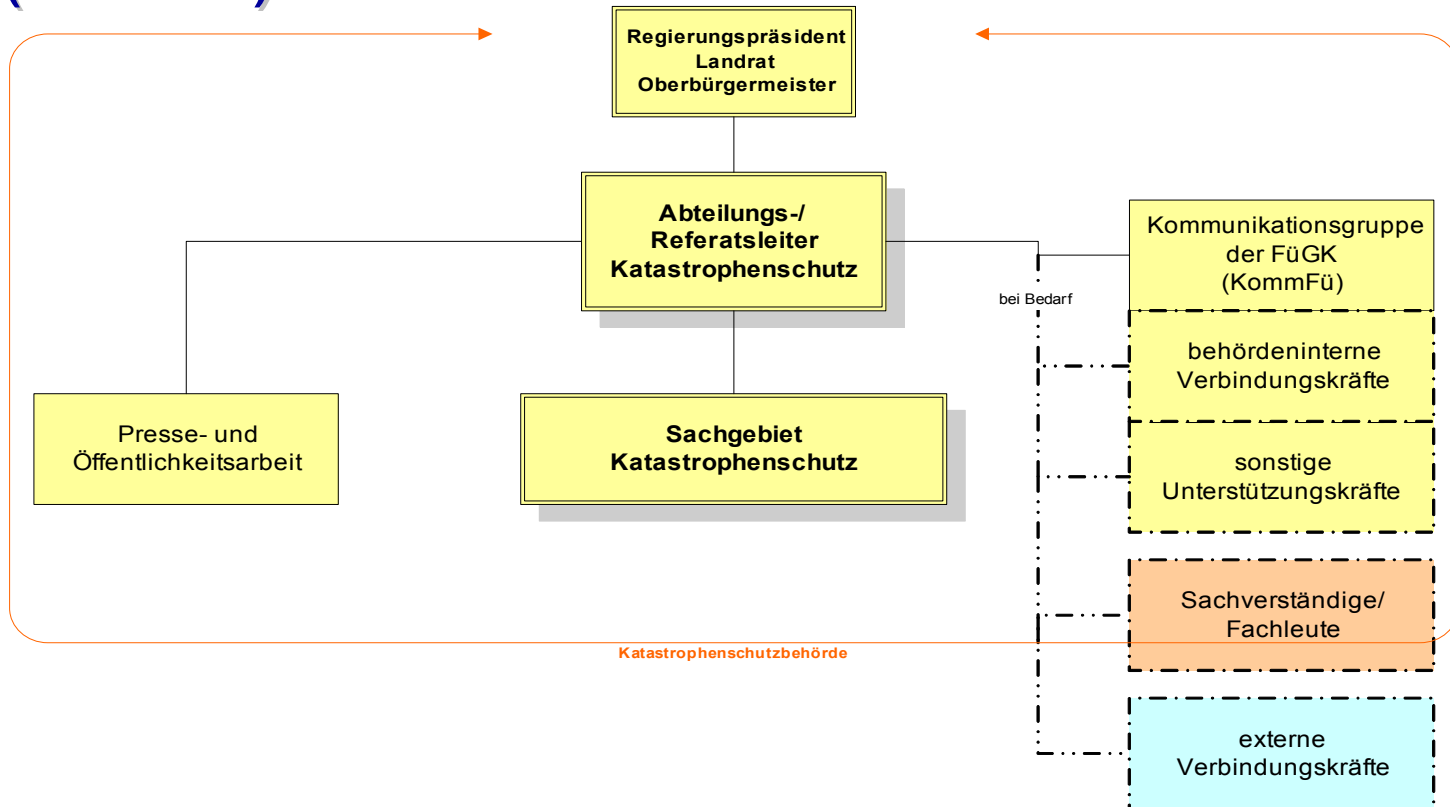 Regierungspräsident
Landrat
Oberbürgermeister
Abteilungs-/
Referatsleiter
Katastrophenschutz
Kommunikationsgruppe
der FüGK
(KommFü)
bei Bedarf
behördeninterne
Verbindungskräfte
Presse- und
Öffentlichkeitsarbeit
Sachgebiet
Katastrophenschutz
sonstige
Unterstützungskräfte
Sachverständige/
Fachleute
Katastrophenschutzbehörde
externe
Verbindungskräfte